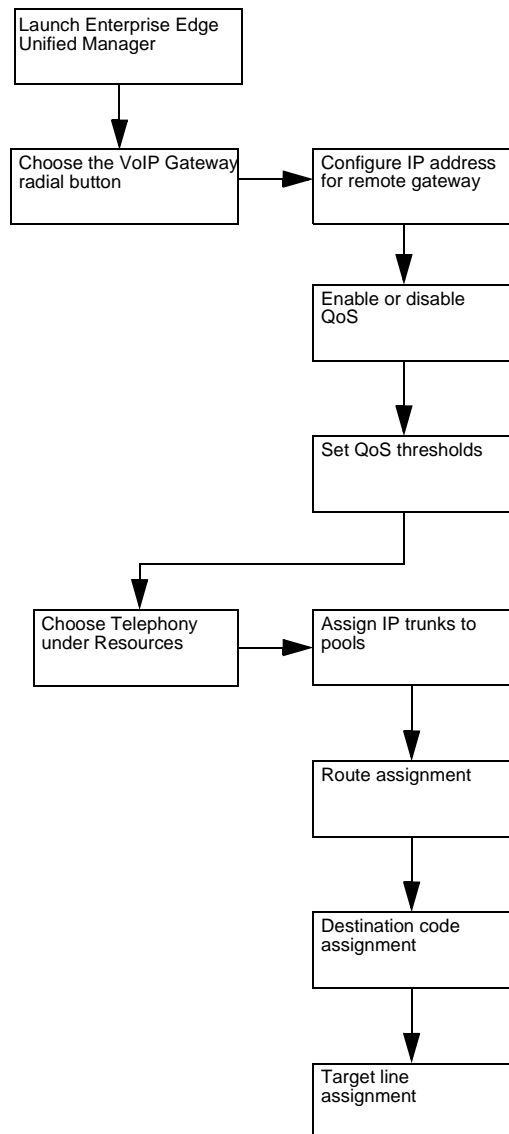 Launch Enterprise Edge
Unified Manager
Choose the VoIP Gateway
radial button
Configure IP address
for remote gateway
Enable or disable
QoS
Set QoS thresholds
Choose Telephony
under Resources
Assign IP trunks to
pools
Route assignment
Destination code
assignment
Target line
assignment